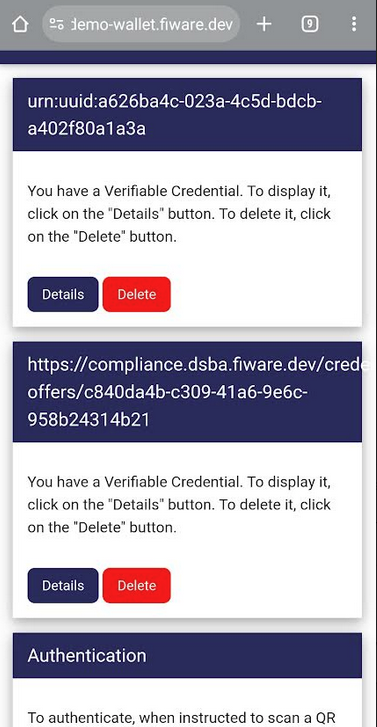 demo-wallet.fiware.dev
9
urn:uuid:a626ba4c-023a-4c5d-bdcb-
a402f80a1a3a
You have a Verifiable Credential. To display it,
click on the "Details" button. To delete it, click
on the "Delete" button.
Details Delete
https://compliance.dsba.fiware.dev/crede
offers/c840da4b-c309-41a6-9e6c-
958b24314b21
You have a Verifiable Credential. To display it,
click on the "Details" button. To delete it, click
on the "Delete" button.
Details Delete
Authentication
To authenticate, when instructed to scan a QR